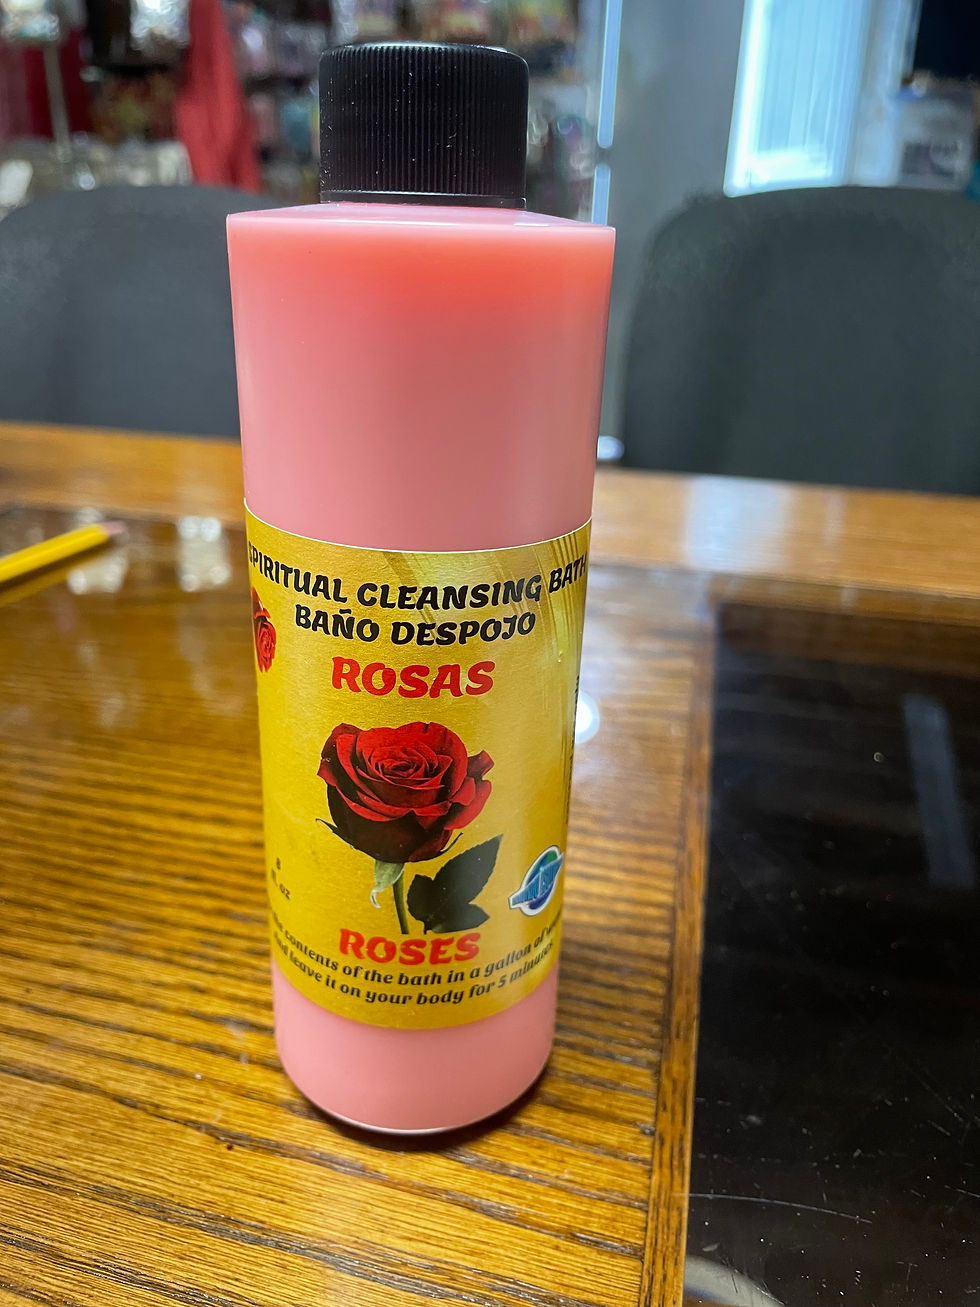 SPIRITUAL CLEANSING BATH
BAÑO DESPOJO
ROSAS
8
fl. oz
ROSES
contents of the bath in a gallon of
and leave it on your body for 5 minutes